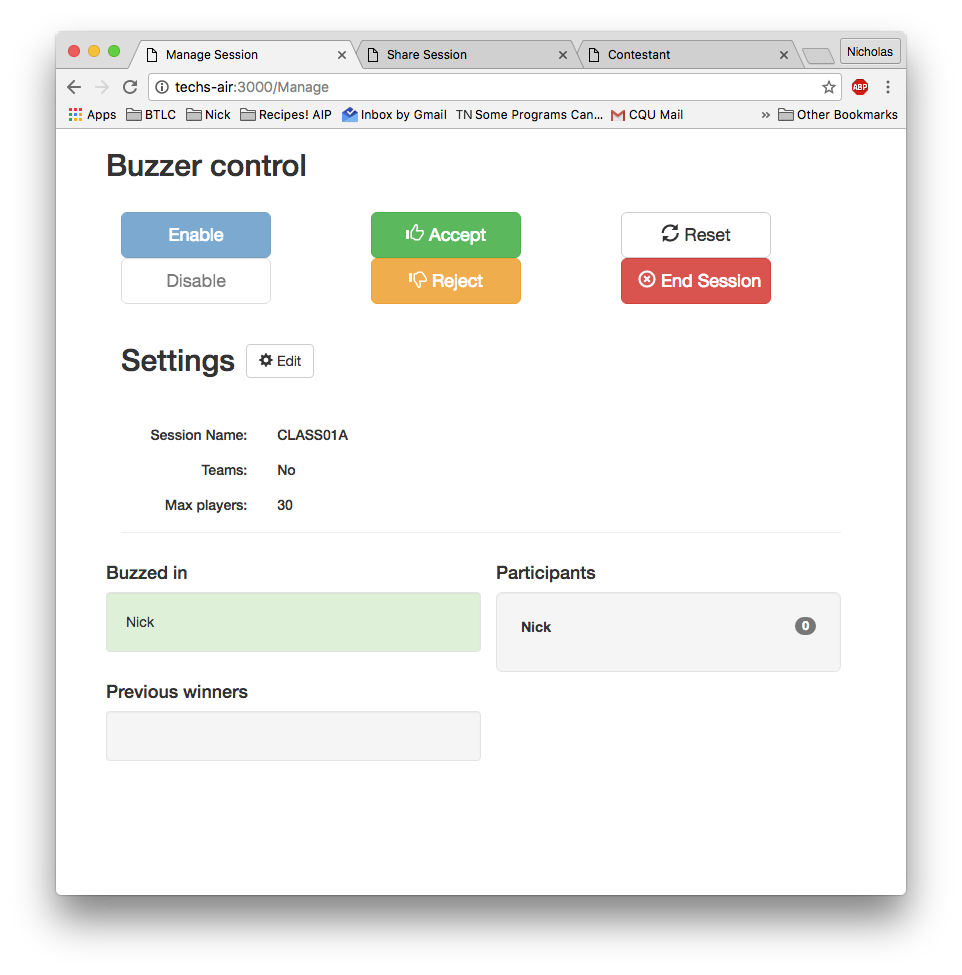 Manage Session
Share Session
Contestant
Nicholas
techs-air:3000/Manage
ABP
Apps BTLC Nick Recipes! AIP Inbox by Gmail TN Some Programs Can... CQU Mail » Other Bookmarks
Buzzer control
Enable Accept Reset
Disable Reject End Session
Settings Edit
Session Name: CLASS01A
Teams: No
Max players: 30
Buzzed in
Nick
Participants
Nick 0
Previous winners